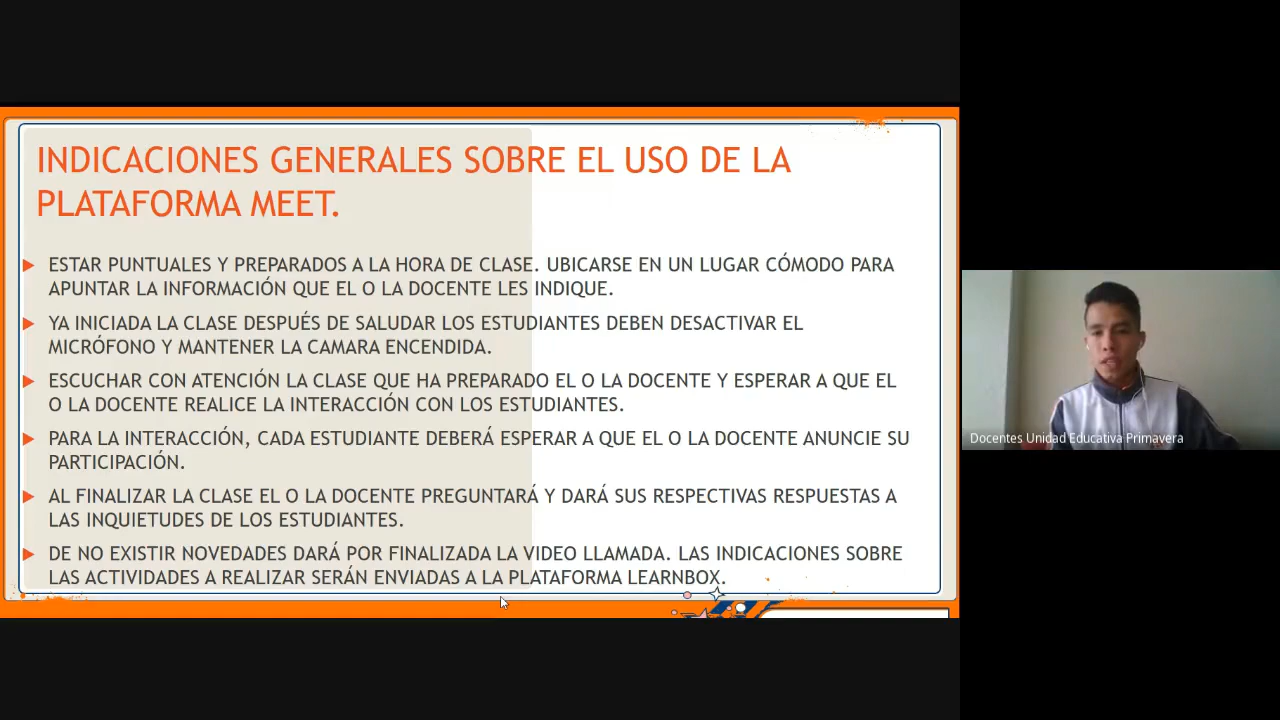 INDICACIONES GENERALES SOBRE EL USO DE LA
PLATAFORMA MEET.
ESTAR PUNTUALES Y PREPARADOS A LA HORA DE CLASE. UBICARSE EN UN LUGAR CÓMODO PARA
APUNTAR LA INFORMACIÓN QUE EL O LA DOCENTE LES INDIQUE.
YA INICIADA LA CLASE DESPUÉS DE SALUDAR LOS ESTUDIANTES DEBEN DESACTIVAR EL
MICRÓFONO Y MANTENER LA CAMARA ENCENDIDA.
ESCUCHAR CON ATENCIÓN LA CLASE QUE HA PREPARADO EL O LA DOCENTE Y ESPERAR A QUE EL
O LA DOCENTE REALICE LA INTERACCIÓN CON LOS ESTUDIANTES.
PARA LA INTERACCIÓN, CADA ESTUDIANTE DEBERÁ ESPERAR A QUE EL O LA DOCENTE ANUNCIE SU
PARTICIPACIÓN.
AL FINALIZAR LA CLASE EL O LA DOCENTE PREGUNTARÁ Y DARÁ SUS RESPECTIVAS RESPUESTAS A
LAS INQUIETUDES DE LOS ESTUDIANTES.
DE NO EXISTIR NOVEDADES DARÁ POR FINALIZADA LA VIDEO LLAMADA. LAS INDICACIONES SOBRE
LAS ACTIVIDADES A REALIZAR SERÁN ENVIADAS A LA PLATAFORMA LEARNBOX.
Docentes Unidad Educativa Primavera